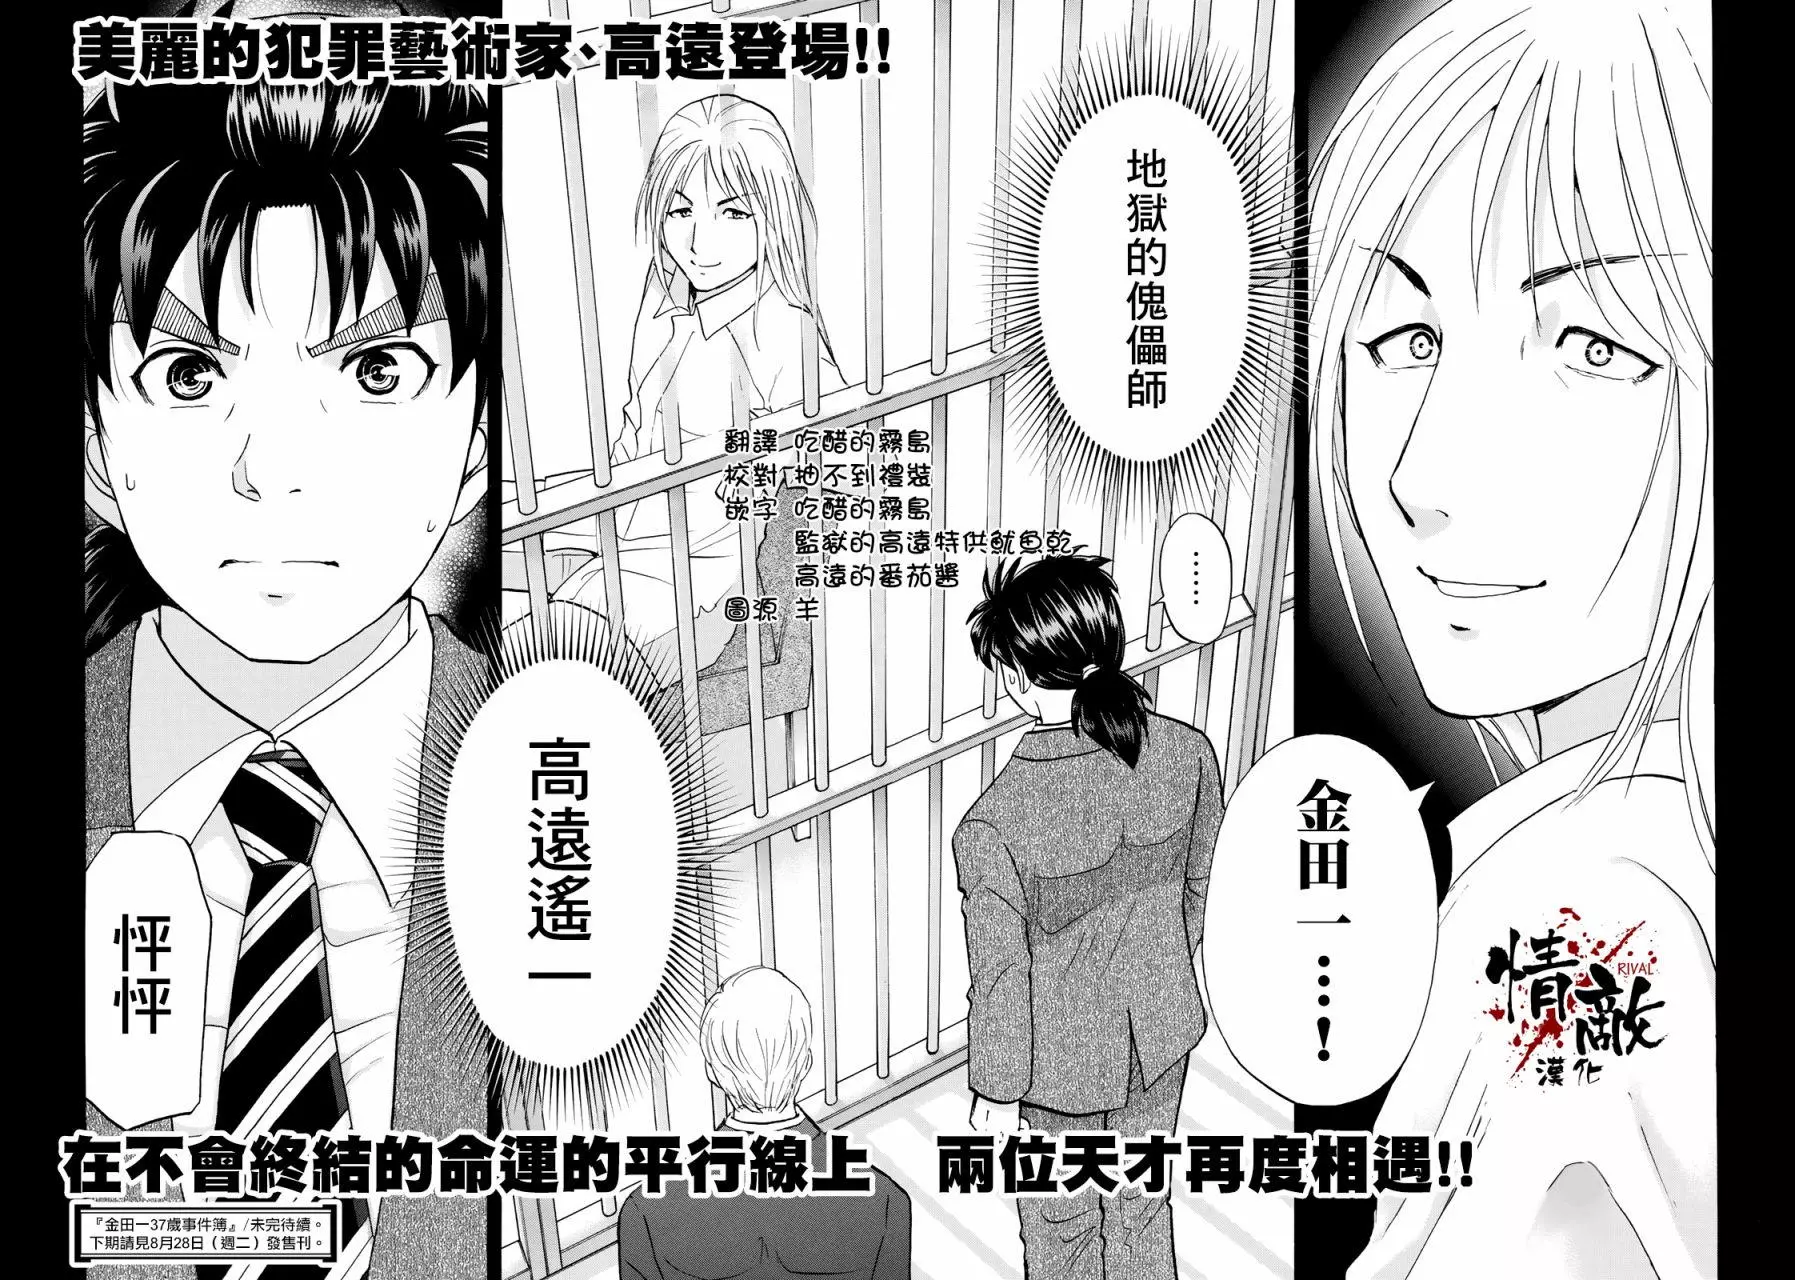 美麗的犯罪藝術家·高遠登場!!
地獄的傀儡師
金田一……!
……
高遠遙一
怦怦
翻譯 吃醋的霧島
校對 抽不到禮裝
嵌字 吃醋的霧島
監獄的高遠特供魷魚乾
高遠的番茄醬
圖源 羊
情敵
RIVAL
漢化
在不會終結的命運的平行線上 兩位天才再度相遇!!
『金田一37歲事件簿』/未完待續。
下期請見8月28日（週二）發售刊。